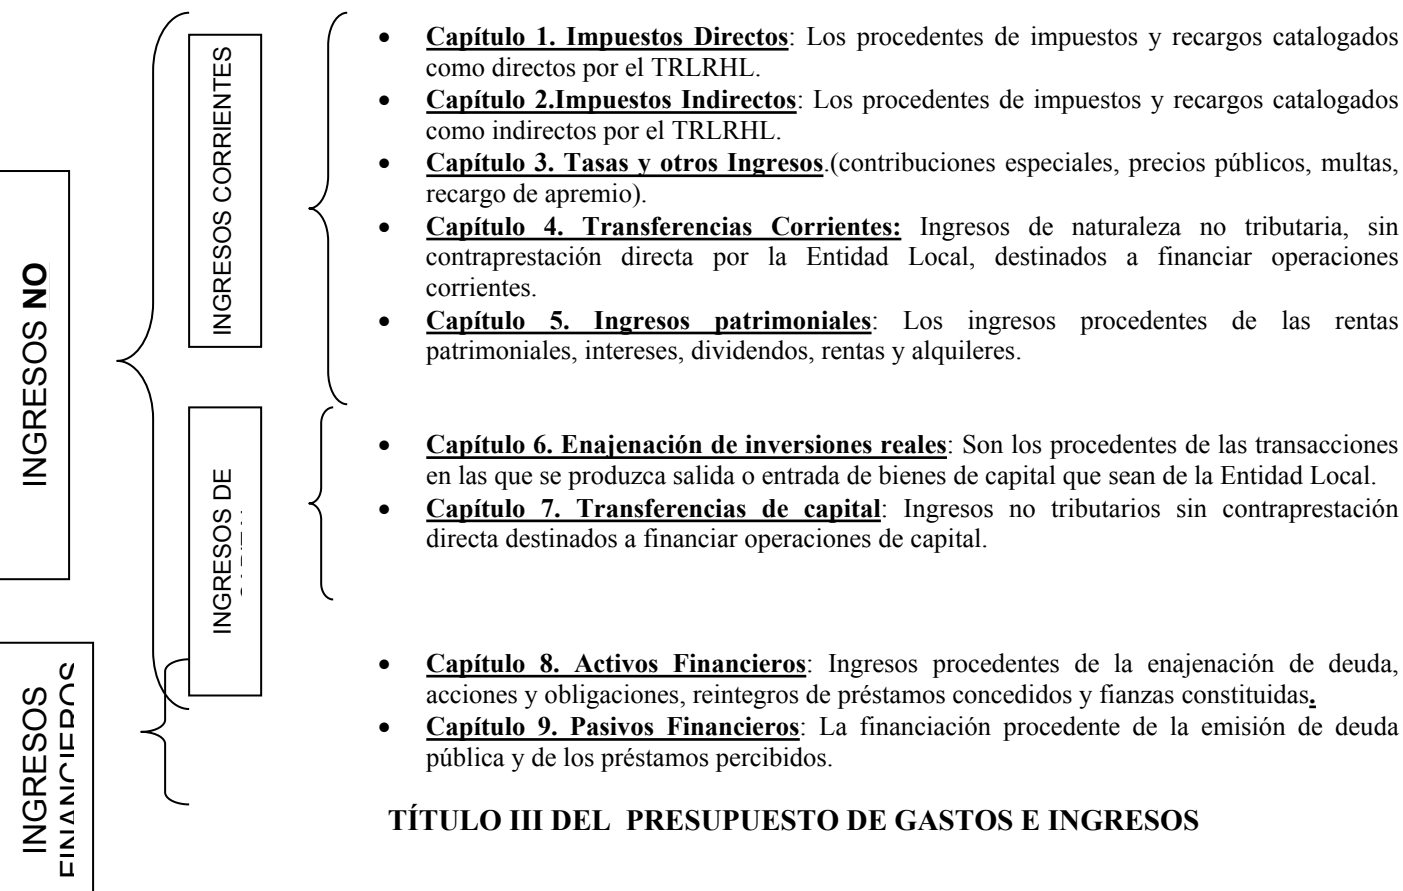 INGRESOS NO
INGRESOS CORRIENTES
• Capítulo 1. Impuestos Directos: Los procedentes de impuestos y recargos catalogados
como directos por el TRLRHL.
• Capítulo 2.Impuestos Indirectos: Los procedentes de impuestos y recargos catalogados
como indirectos por el TRLRHL.
• Capítulo 3. Tasas y otros Ingresos.(contribuciones especiales, precios públicos, multas,
recargo de apremio).
• Capítulo 4. Transferencias Corrientes: Ingresos de naturaleza no tributaria, sin
contraprestación directa por la Entidad Local, destinados a financiar operaciones
corrientes.
• Capítulo 5. Ingresos patrimoniales: Los ingresos procedentes de las rentas
patrimoniales, intereses, dividendos, rentas y alquileres.
INGRESOS DE
• Capítulo 6. Enajenación de inversiones reales: Son los procedentes de las transacciones
en las que se produzca salida o entrada de bienes de capital que sean de la Entidad Local.
• Capítulo 7. Transferencias de capital: Ingresos no tributarios sin contraprestación
directa destinados a financiar operaciones de capital.
INGRESOS
FINANCIEROS
• Capítulo 8. Activos Financieros: Ingresos procedentes de la enajenación de deuda,
acciones y obligaciones, reintegros de préstamos concedidos y fianzas constituidas.
• Capítulo 9. Pasivos Financieros: La financiación procedente de la emisión de deuda
pública y de los préstamos percibidos.
TÍTULO III DEL PRESUPUESTO DE GASTOS E INGRESOS